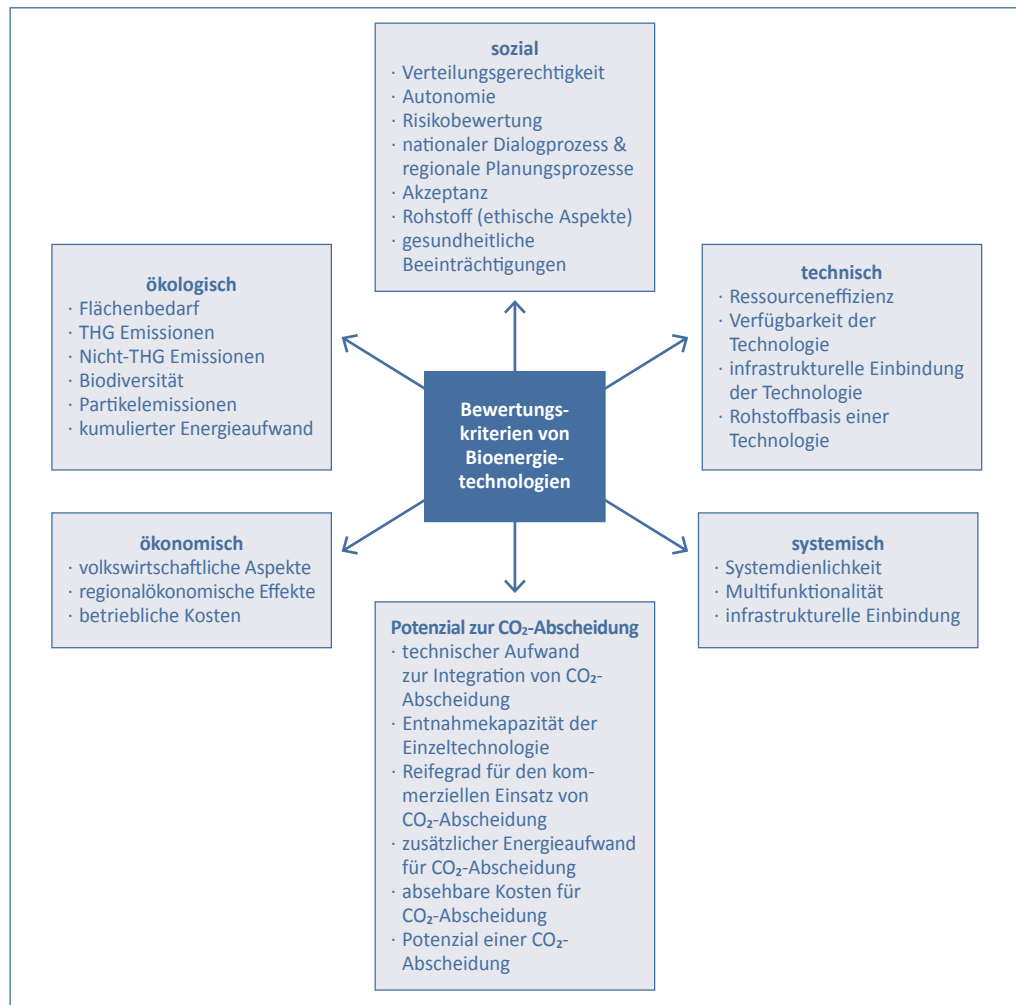 sozial
· Verteilungsgerechtigkeit
· Autonomie
· Risikobewertung
· nationaler Dialogprozess &
regionale Planungsprozesse
· Akzeptanz
· Rohstoff (ethische Aspekte)
· gesundheitliche
Beeinträchtigungen
ökologisch
· Flächenbedarf
· THG Emissionen
· Nicht-THG Emissionen
· Biodiversität
· Partikelemissionen
· kumulierter Energieaufwand
technisch
· Ressourceneffizienz
· Verfügbarkeit der
Technologie
· infrastrukturelle Einbindung
der Technologie
· Rohstoffbasis einer
Technologie
Bewertungs-
kriterien von
Bioenergie-
technologien
ökonomisch
· volkswirtschaftliche Aspekte
· regionalökonomische Effekte
· betriebliche Kosten
systemisch
· Systemdienlichkeit
· Multifunktionalität
· infrastrukturelle Einbindung
Potenzial zur CO₂-Abscheidung
· technischer Aufwand
zur Integration von CO₂-
Abscheidung
· Entnahmekapazität der
Einzeltechnologie
· Reifegrad für den kom-
merziellen Einsatz von
CO₂-Abscheidung
· zusätzlicher Energieaufwand
für CO₂-Abscheidung
· absehbare Kosten für
CO₂-Abscheidung
· Potenzial einer CO₂-
Abscheidung